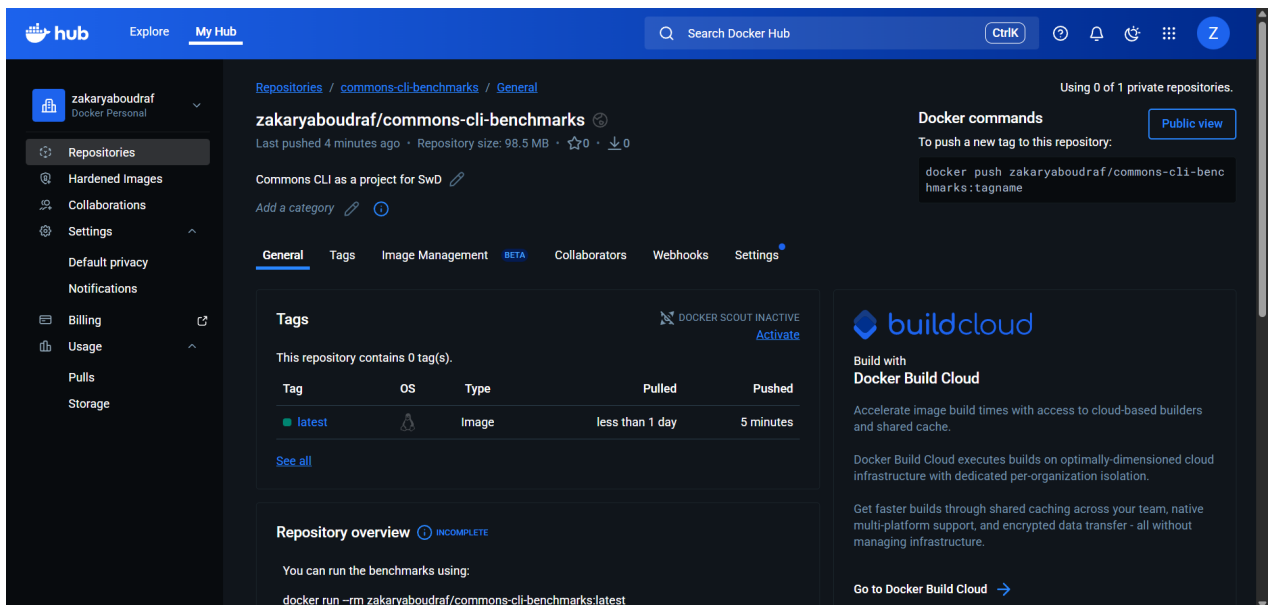 hub Explore My Hub Search Docker Hub CtrlK Z
zakaryaboudraf
Docker Personal
Repositories
Hardened Images
Collaborations
Settings
Default privacy
Notifications
Billing
Usage
Pulls
Storage
Repositories / commons-cli-benchmarks / General
Using 0 of 1 private repositories.
zakaryaboudraf/commons-cli-benchmarks
Last pushed 4 minutes ago · Repository size: 98.5 MB · 0 · 0
Commons CLI as a project for SwD
Add a category
Docker commands
Public view
To push a new tag to this repository:
docker push zakaryaboudraf/commons-cli-benc
hmarks:tagname
General Tags Image Management BETA Collaborators Webhooks Settings
Tags
DOCKER SCOUT INACTIVE
Activate
This repository contains 0 tag(s).
Tag OS Type Pulled Pushed
latest Image less than 1 day 5 minutes
See all
Repository overview INCOMPLETE
You can run the benchmarks using:
docker run --rm zakaryaboudraf/commons-cli-benchmarks:latest
buildcloud
Build with
Docker Build Cloud
Accelerate image build times with access to cloud-based builders
and shared cache.
Docker Build Cloud executes builds on optimally-dimensioned cloud
infrastructure with dedicated per-organization isolation.
Get faster builds through shared caching across your team, native
multi-platform support, and encrypted data transfer - all without
managing infrastructure.
Go to Docker Build Cloud